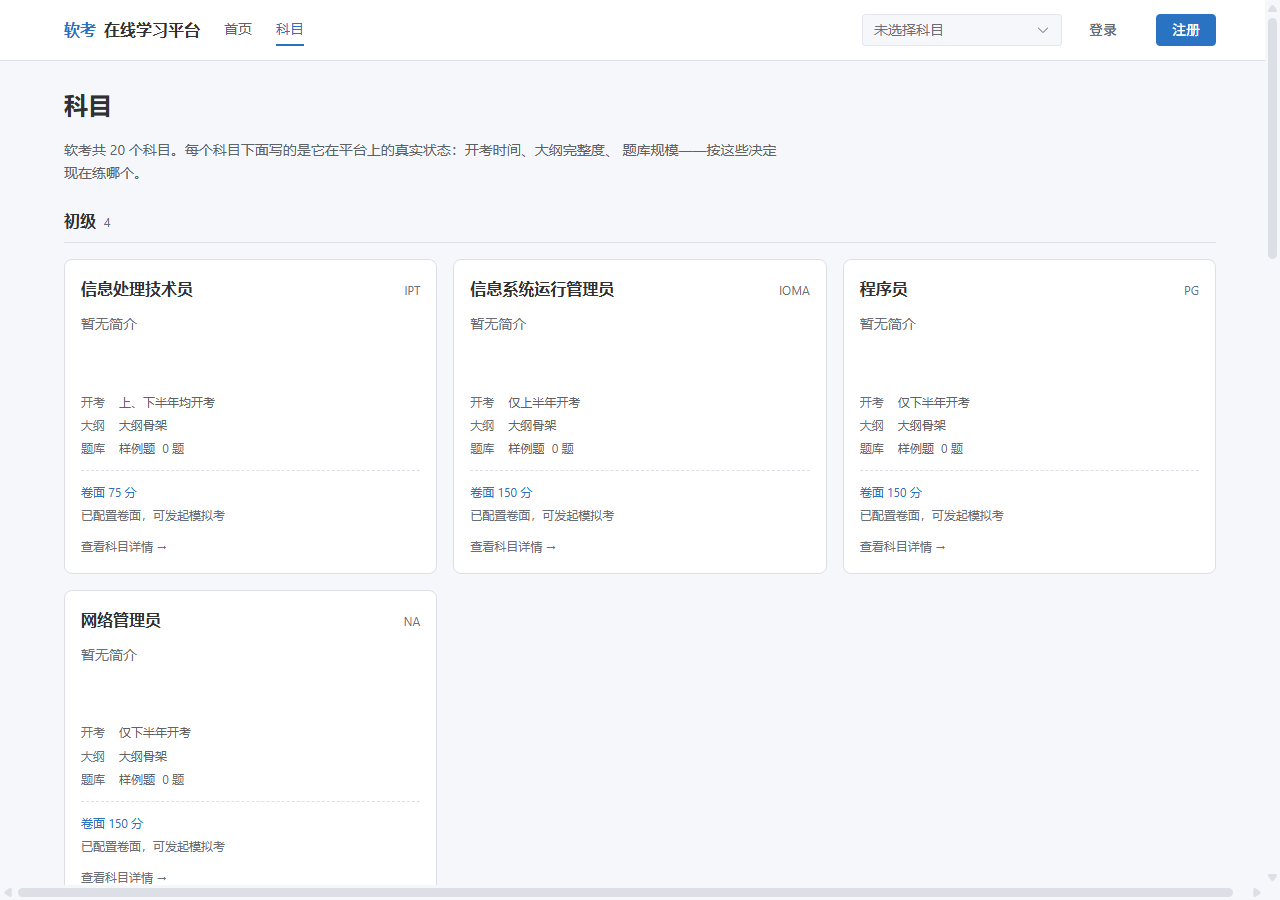 软考 在线学习平台 首页 科目 未选择科目 登录 注册
科目
软考共 20 个科目。每个科目下面写的是它在平台上的真实状态：开考时间、大纲完整度、 题库规模——按这些决定
现在练哪个。
初级 4
信息处理技术员 IPT
暂无简介
开考 上、下半年均开考
大纲 大纲骨架
题库 样例题 0 题
卷面 75 分
已配置卷面，可发起模拟考
查看科目详情 →
信息系统运行管理员 IOMA
暂无简介
开考 仅上半年开考
大纲 大纲骨架
题库 样例题 0 题
卷面 150 分
已配置卷面，可发起模拟考
查看科目详情 →
程序员 PG
暂无简介
开考 仅下半年开考
大纲 大纲骨架
题库 样例题 0 题
卷面 150 分
已配置卷面，可发起模拟考
查看科目详情 →
网络管理员 NA
暂无简介
开考 仅下半年开考
大纲 大纲骨架
题库 样例题 0 题
卷面 150 分
已配置卷面，可发起模拟考
查看科目详情 →